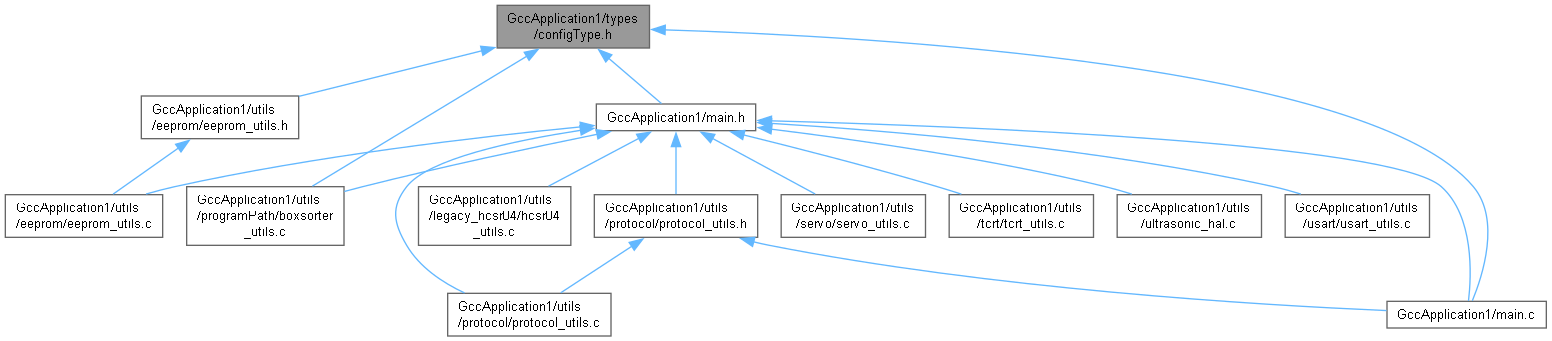 GccApplication1/types
/configType.h
GccApplication1/utils
/eeprom/eeprom_utils.h
GccApplication1/main.h
GccApplication1/utils
/eeprom/eeprom_utils.c
GccApplication1/utils
/programPath/boxsorter
_utils.c
GccApplication1/utils
/legacy_hcsr04/hcsr04
_utils.c
GccApplication1/utils
/protocol/protocol_utils.h
GccApplication1/utils
/servo/servo_utils.c
GccApplication1/utils
/tcrt/tcrt_utils.c
GccApplication1/utils
/ultrasonic_hal.c
GccApplication1/utils
/usart/usart_utils.c
GccApplication1/utils
/protocol/protocol_utils.c
GccApplication1/main.c